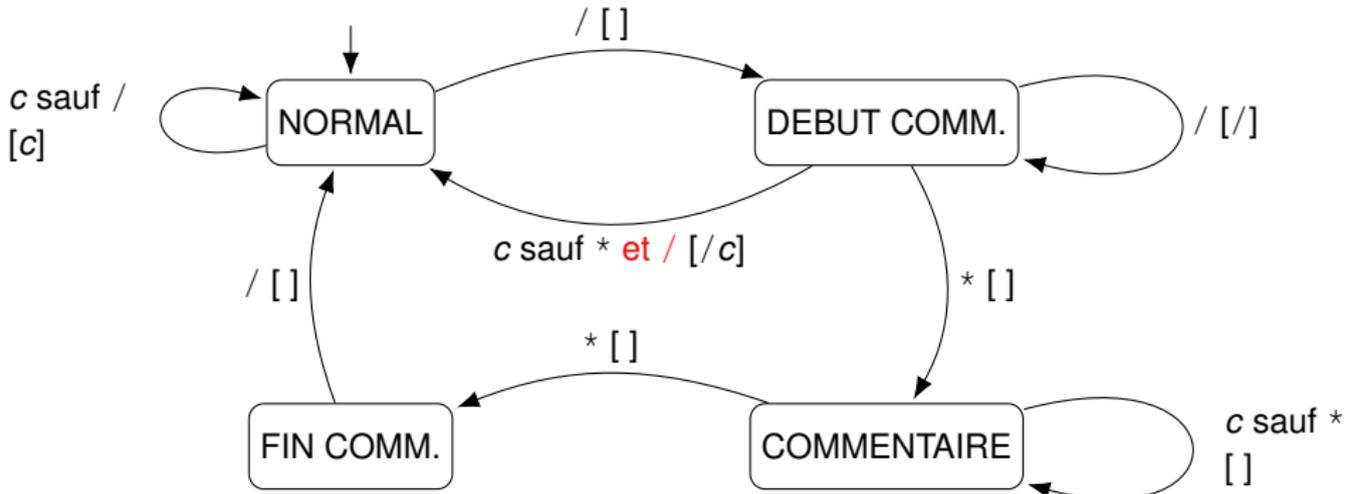 / [ ]
c sauf /
[c]
NORMAL
DEBUT COMM.
/ [/]
c sauf * et / [/c]
/ [ ]
* [ ]
* [ ]
FIN COMM.
COMMENTAIRE
c sauf *
[ ]